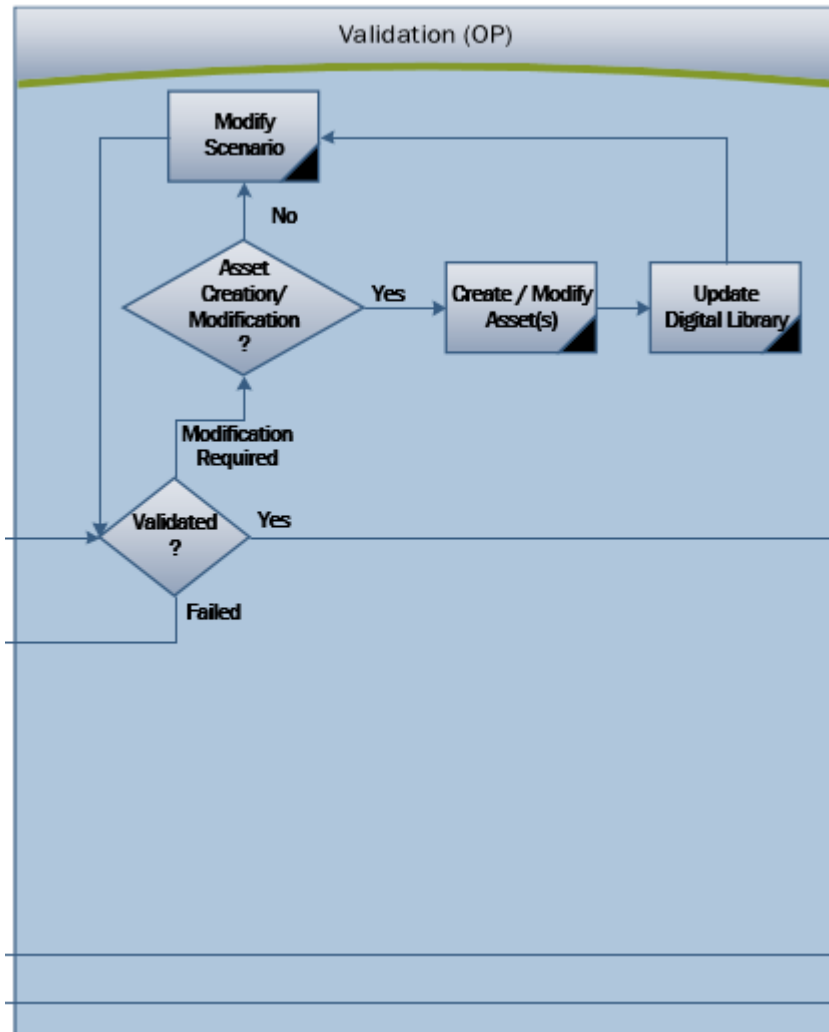 Validation (OP)
Modify
Scenario
No
Asset
Creation/
Modification
?
Yes
Create / Modify
Asset(s)
Update
Digital Library
Modification
Required
Validated
?
Yes
Failed